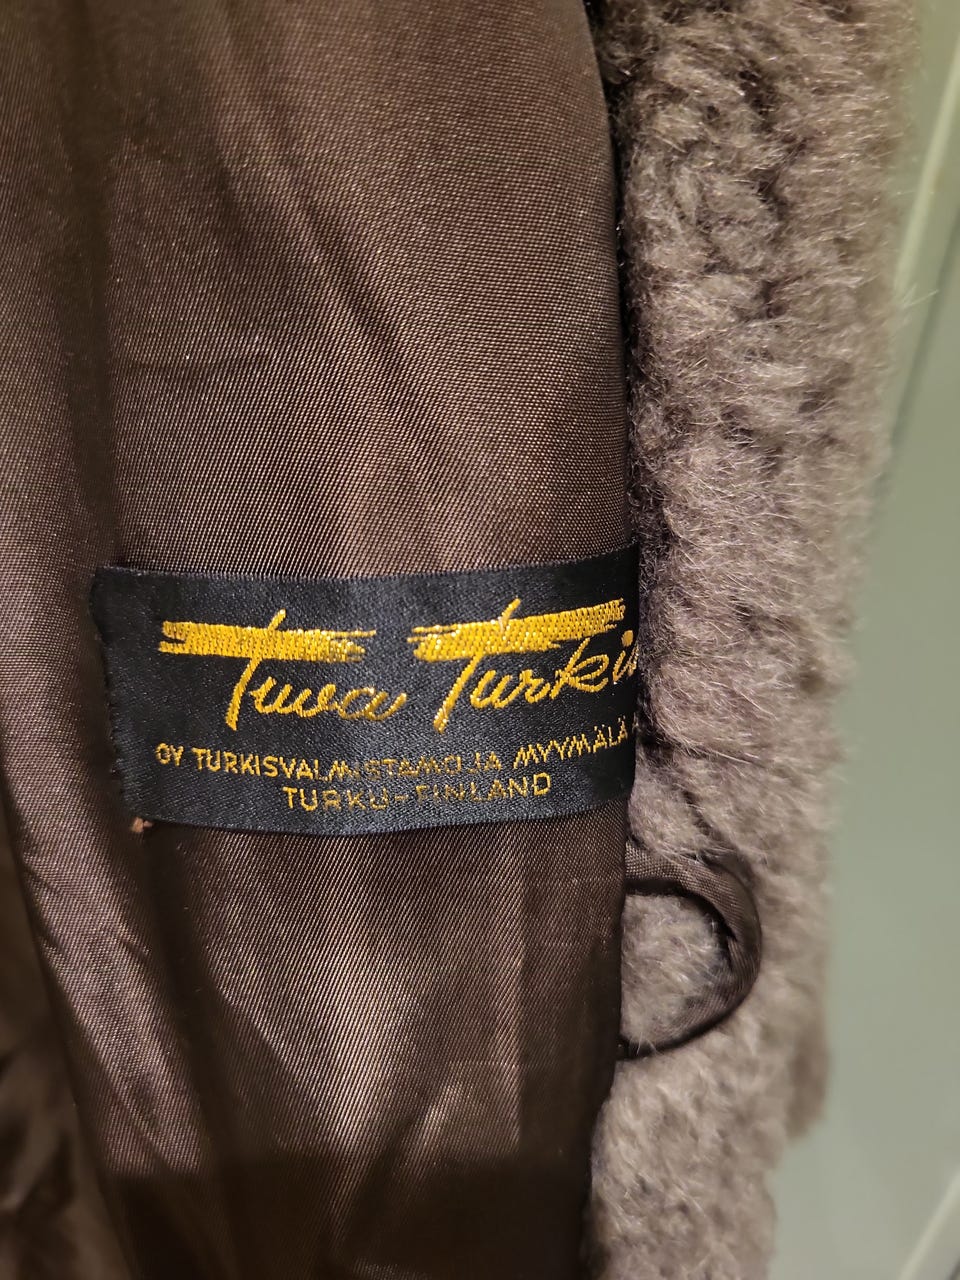 Tuva Turkis
OY TURKISVALMISTAMO JA MYYMÄLÄ
TURKU-FINLAND